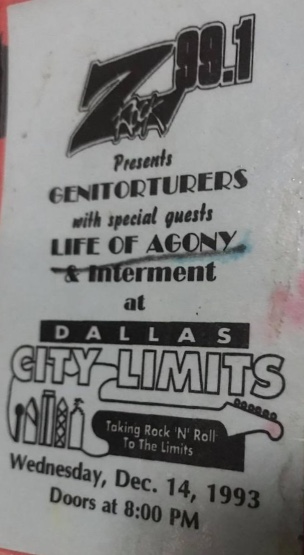 Z ROCK 99.1
Presents
GENITORTURERS
with special guests
LIFE OF AGONY
& Interment
at
DALLAS
CITY LIMITS
Taking Rock 'N' Roll
To The Limits
Wednesday, Dec. 14, 1993
Doors at 8:00 PM